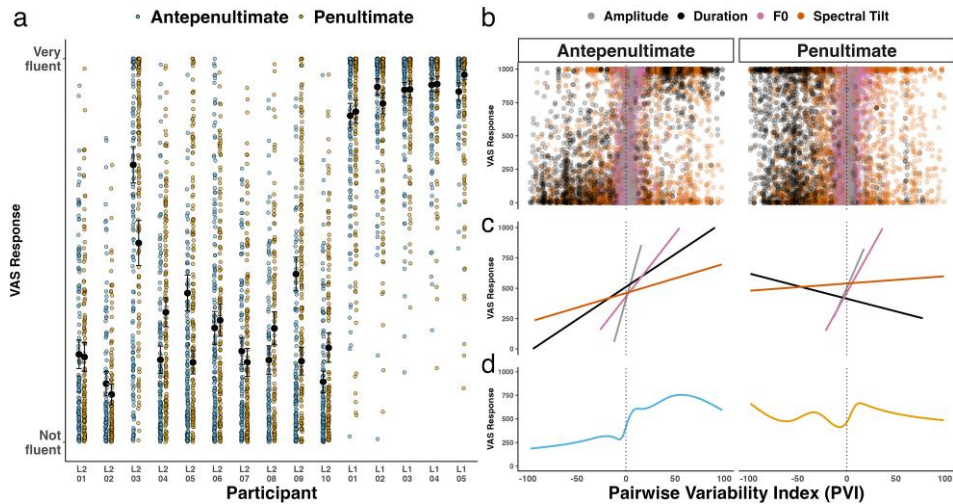 a
Antepenultimate Penultimate
Very fluent
Not fluent
VAS Response
L2 01 L2 02 L2 03 L2 04 L2 05 L2 06 L2 07 L2 08 L2 09 L2 10 L1 01 L1 02 L1 03 L1 04 L1 05
Participant
b
Amplitude Duration F0 Spectral Tilt
Antepenultimate Penultimate
1000
750
500
250
0
VAS Response
c
1000
750
500
250
0
VAS Response
d
1000
750
500
250
0
VAS Response
-100 -50 0 50 100 -100 -50 0 50 100
Pairwise Variability Index (PVI)